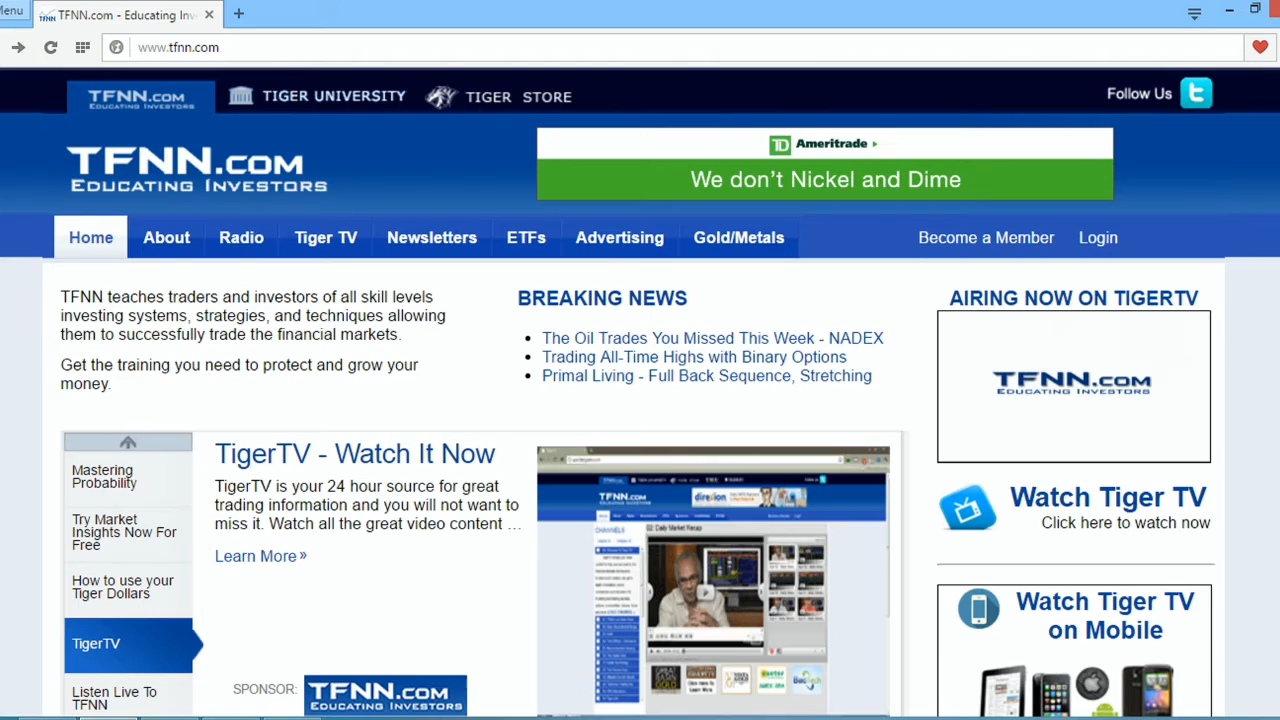 Menu
TFNN.com - Educating Inv
www.tfnn.com
TFNN.COM
EDUCATING INVESTORS
TIGER UNIVERSITY
TIGER STORE
Follow Us
TFNN.COM
EDUCATING INVESTORS
TD Ameritrade
We don't Nickel and Dime
Home
About
Radio
Tiger TV
Newsletters
ETFs
Advertising
Gold/Metals
Become a Member
Login
TFNN teaches traders and investors of all skill levels
investing systems, strategies, and techniques allowing
them to successfully trade the financial markets.
Get the training you need to protect and grow your
money.
BREAKING NEWS
The Oil Trades You Missed This Week - NADEX
Trading All-Time Highs with Binary Options
Primal Living - Full Back Sequence, Stretching
AIRING NOW ON TIGERTV
TFNN.COM
EDUCATING INVESTORS
Watch Tiger TV
Click here to watch now
Watch Tiger TV
on Mobile
Mastering
Probability
Market
Insights Now For
Free
How to use your
Tiger Dollars
TigerTV
Listen Live To
TFNN
TigerTV - Watch It Now
TigerTV is your 24 hour source for great
trading information and you will not want to
miss it. Watch all the great video content ...
Learn More »
SPONSOR:
TFNN.COM
EDUCATING INVESTORS
TFNN.COM
direxion
CHANNELS
02: Daily Market Recap